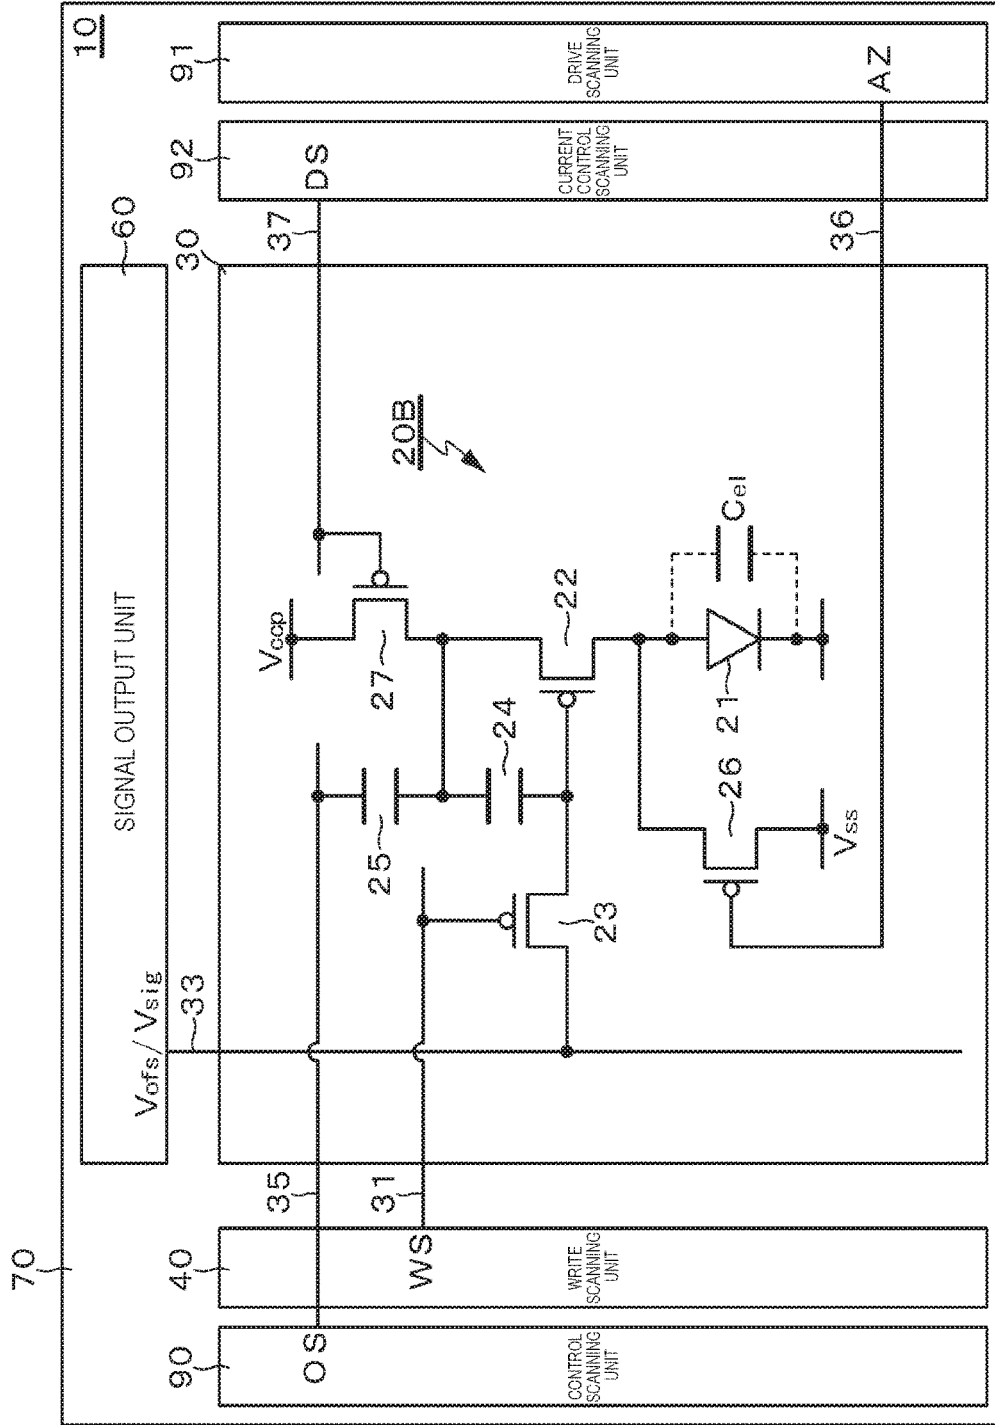 70
10
SIGNAL OUTPUT UNIT
60
Vofs/Vsig
33
30
90
40
92
91
OS
35
WS
31
37
DS
Vccp
27
25
24
20B
22
23
26
21
Cel
Vss
36
AZ
CONTROL
SCANNING
UNIT
WRITE
SCANNING
UNIT
CURRENT
CONTROL
SCANNING
UNIT
DRIVE
SCANNING
UNIT